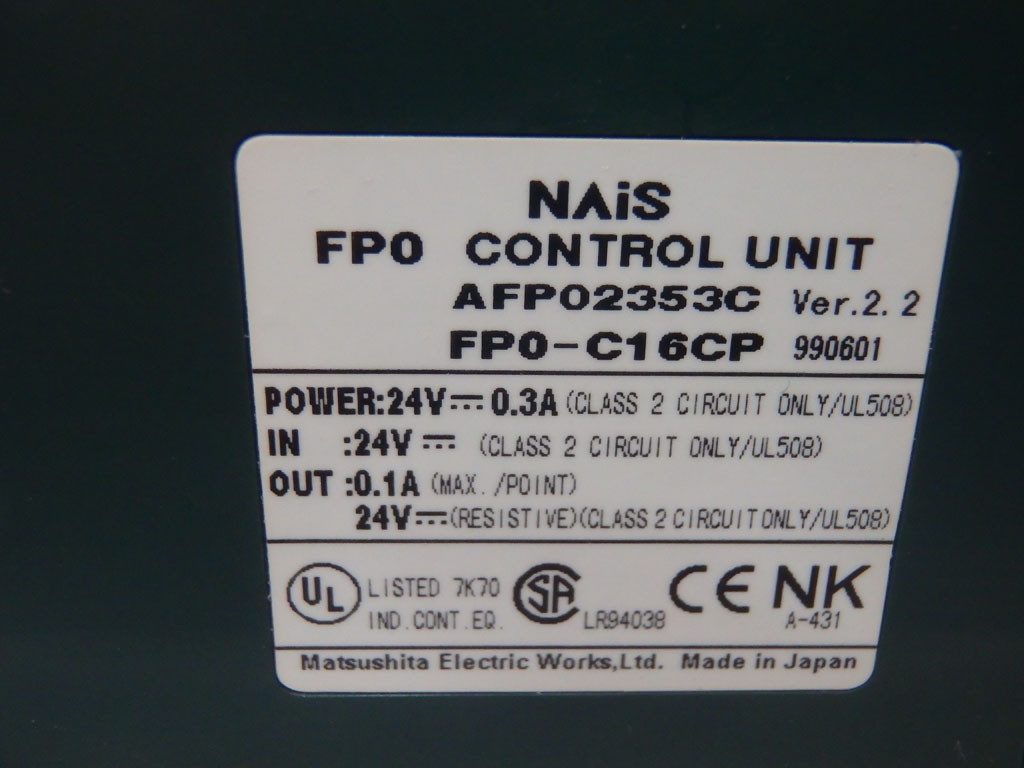 NAiS
FP0 CONTROL UNIT
AFP02353C Ver.2.2
FP0-C16CP 990601
POWER:24V⎓0.3A (CLASS 2 CIRCUIT ONLY/UL508)
IN :24V⎓ (CLASS 2 CIRCUIT ONLY/UL508)
OUT :0.1A (MAX./POINT)
24V⎓(RESISTIVE)(CLASS 2 CIRCUIT ONLY/UL508)
UL LISTED 7K70 SA CE NK
IND.CONT.EQ. LR94038 A-431
Matsushita Electric Works,Ltd. Made in Japan